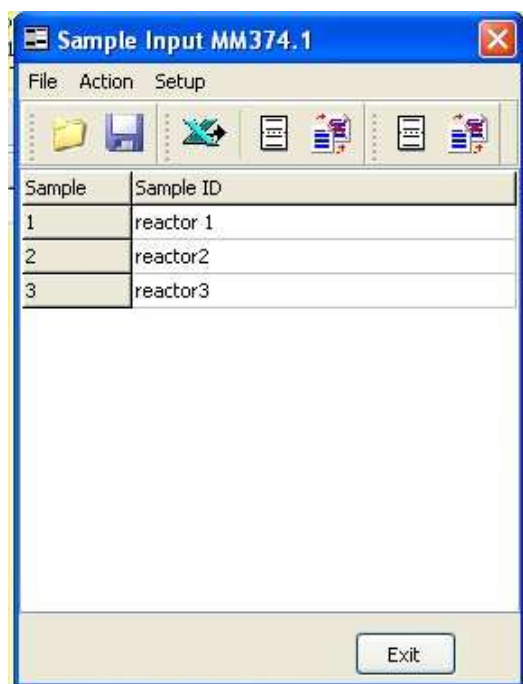 Sample Input MM374.1
File Action Setup
Sample Sample ID
1 reactor 1
2 reactor2
3 reactor3
Exit